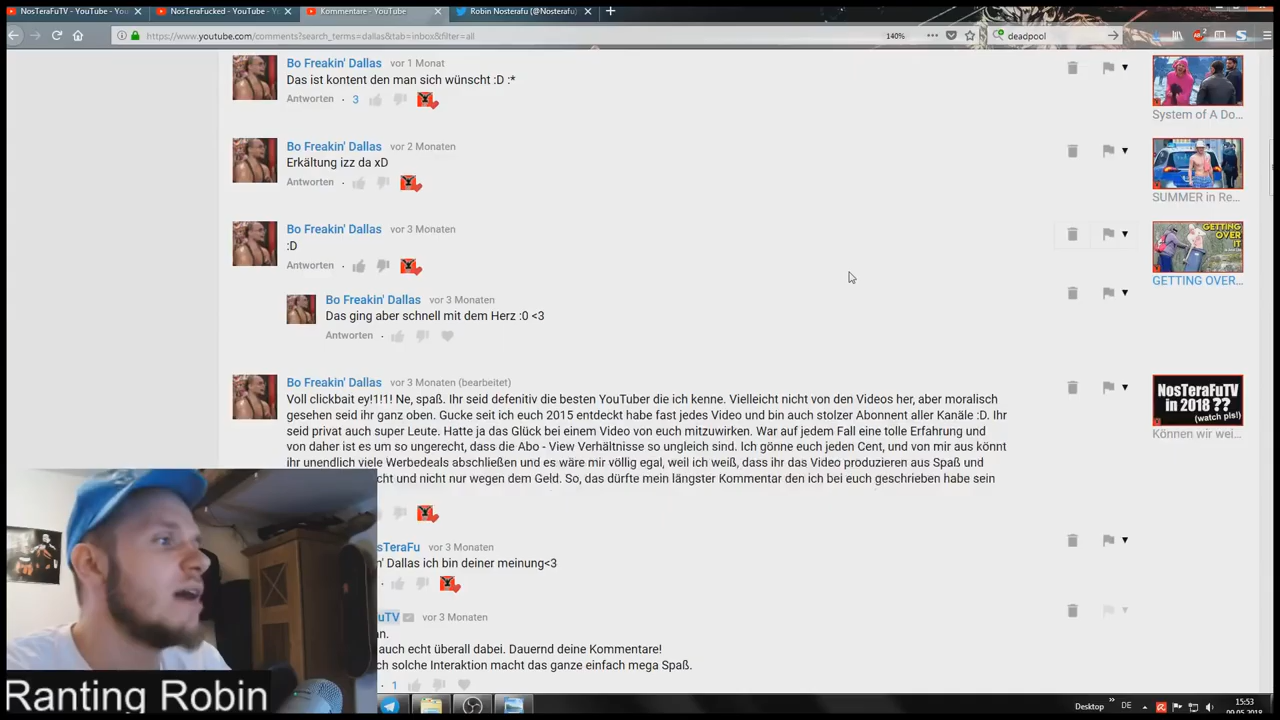 NosTeraFuTV - YouTube - You
NosTeraFucked - YouTube - Y
Kommentare - YouTube
Robin Nosterafu (@Nosterafu)
https://www.youtube.com/comments?search_terms=dallas&tab=inbox&filter=all
140%
deadpool
Bo Freakin' Dallas vor 1 Monat
Das ist kontent den man sich wünscht :D :*
Antworten · 3
System of A Do...
Bo Freakin' Dallas vor 2 Monaten
Erkältung izz da xD
Antworten ·
SUMMER in Re...
Bo Freakin' Dallas vor 3 Monaten
:D
Antworten ·
GETTING
OVER
IT
GETTING OVER...
Bo Freakin' Dallas vor 3 Monaten
Das ging aber schnell mit dem Herz :0 <3
Antworten ·
Bo Freakin' Dallas vor 3 Monaten (bearbeitet)
Voll clickbait ey!1!1! Ne, spaß. Ihr seid defenitiv die besten YouTuber die ich kenne. Vielleicht nicht von den Videos her, aber moralisch
gesehen seid ihr ganz oben. Gucke seit ich euch 2015 entdeckt habe fast jedes Video und bin auch stolzer Abonnent aller Kanäle :D. Ihr
seid privat auch super Leute. Hatte ja das Glück bei einem Video von euch mitzuwirken. War auf jedem Fall eine tolle Erfahrung und
von daher ist es um so ungerecht, dass die Abo - View Verhältnisse so ungleich sind. Ich gönne euch jeden Cent, und von mir aus könnt
ihr unendlich viele Werbedeals abschließen und es wäre mir völlig egal, weil ich weiß, dass ihr das Video produzieren aus Spaß und
cht und nicht nur wegen dem Geld. So, das dürfte mein längster Kommentar den ich bei euch geschrieben habe sein
NosTeraFuTV
in 2018 ??
(watch pls!)
Können wir wei...
sTeraFu vor 3 Monaten
n' Dallas ich bin deiner meinung<3
uTV vor 3 Monaten
nn.
auch echt überall dabei. Dauernd deine Kommentare!
ch solche Interaktion macht das ganze einfach mega Spaß.
· 1
Ranting Robin
Desktop
DE
15:53
09.05.2018